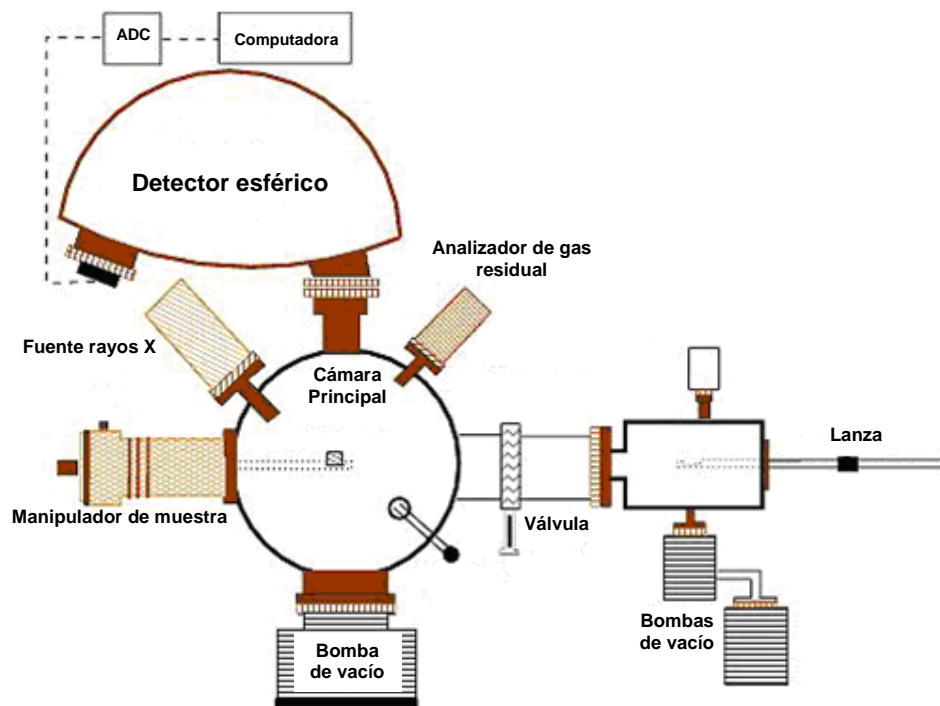 ADC
Computadora
Detector esférico
Analizador de gas
residual
Fuente rayos X
Cámara
Principal
Lanza
Manipulador de muestra
Válvula
Bombas
de vacío
Bomba
de vacío